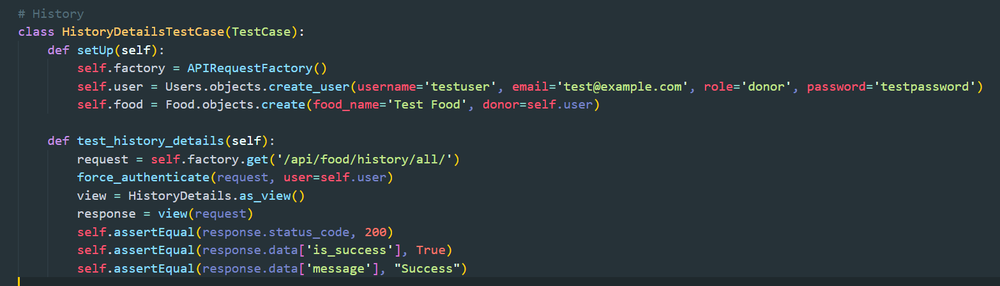 # History
class HistoryDetailsTestCase(TestCase):
    def setUp(self):
        self.factory = APIRequestFactory()
        self.user = Users.objects.create_user(username='testuser', email='test@example.com', role='donor', password='testpassword')
        self.food = Food.objects.create(food_name='Test Food', donor=self.user)

    def test_history_details(self):
        request = self.factory.get('/api/food/history/all/')
        force_authenticate(request, user=self.user)
        view = HistoryDetails.as_view()
        response = view(request)
        self.assertEqual(response.status_code, 200)
        self.assertEqual(response.data['is_success'], True)
        self.assertEqual(response.data['message'], "Success")